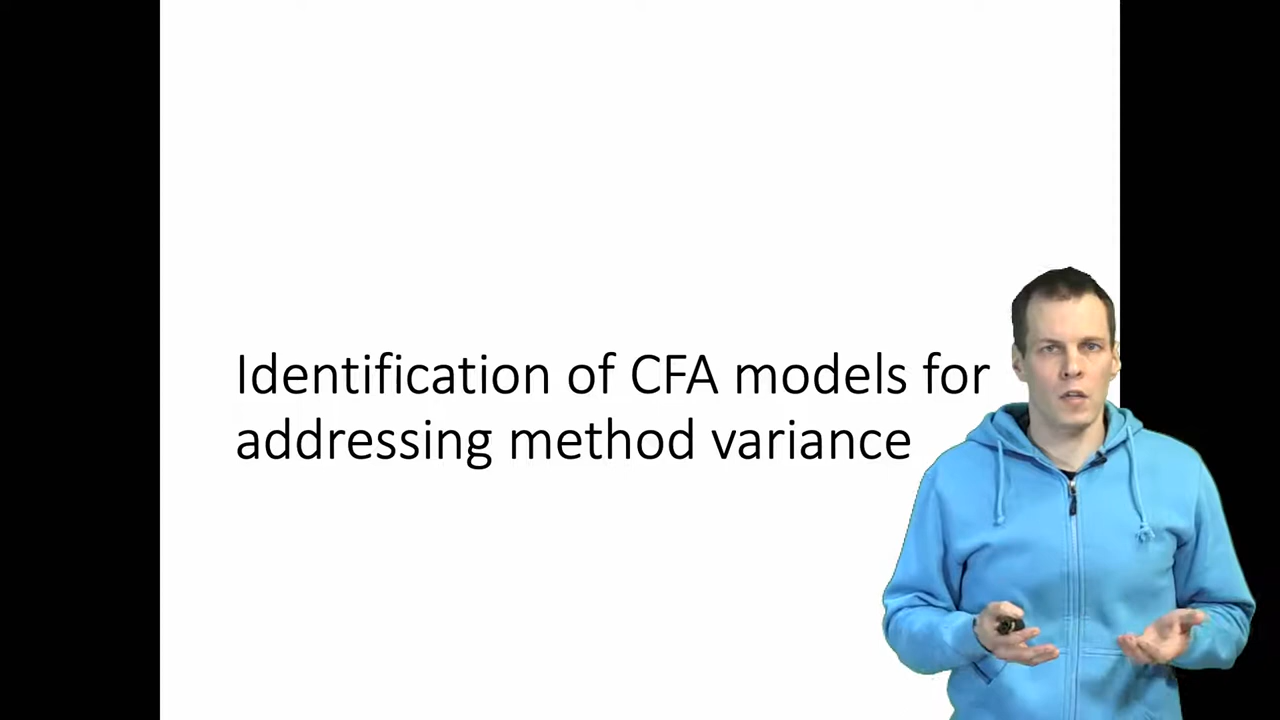 Identification of CFA models for
addressing method variance